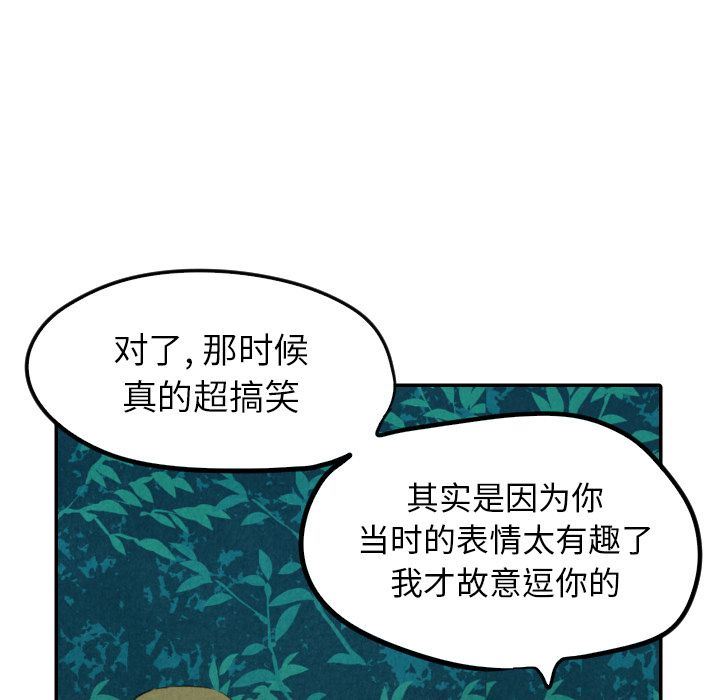 对了, 那时候
真的超搞笑
其实是因为你
当时的表情太有趣了
我才故意逗你的